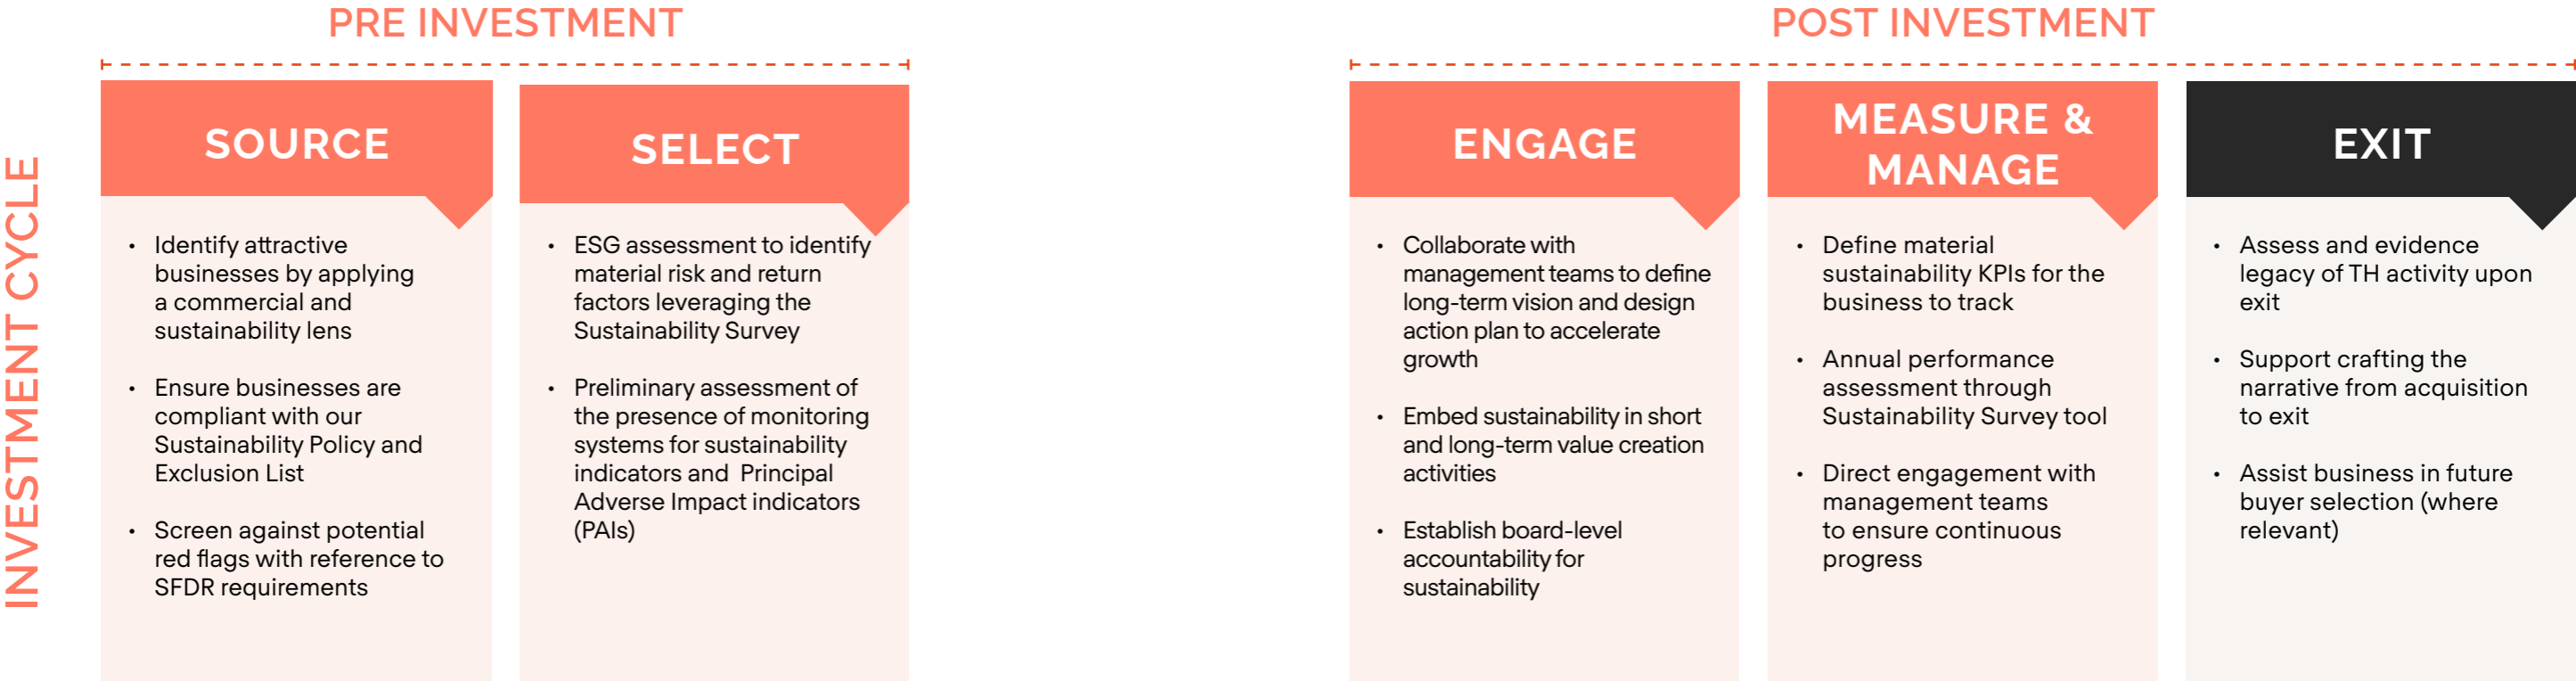 INVESTMENT CYCLE
PRE INVESTMENT
SOURCE
• Identify attractive
businesses by applying
a commercial and
sustainability lens
• Ensure businesses are
compliant with our
Sustainability Policy and
Exclusion List
• Screen against potential
red flags with reference to
SFDR requirements
SELECT
• ESG assessment to identify
material risk and return
factors leveraging the
Sustainability Survey
• Preliminary assessment of
the presence of monitoring
systems for sustainability
indicators and  Principal
Adverse Impact indicators
(PAIs)
POST INVESTMENT
ENGAGE
• Collaborate with
management teams to define
long-term vision and design
action plan to accelerate
growth
• Embed sustainability in short
and long-term value creation
activities
• Establish board-level
accountability for
sustainability
MEASURE &
MANAGE
• Define material
sustainability KPIs for the
business to track
• Annual performance
assessment through
Sustainability Survey tool
• Direct engagement with
management teams
to ensure continuous
progress
EXIT
• Assess and evidence
legacy of TH activity upon
exit
• Support crafting the
narrative from acquisition
to exit
• Assist business in future
buyer selection (where
relevant)